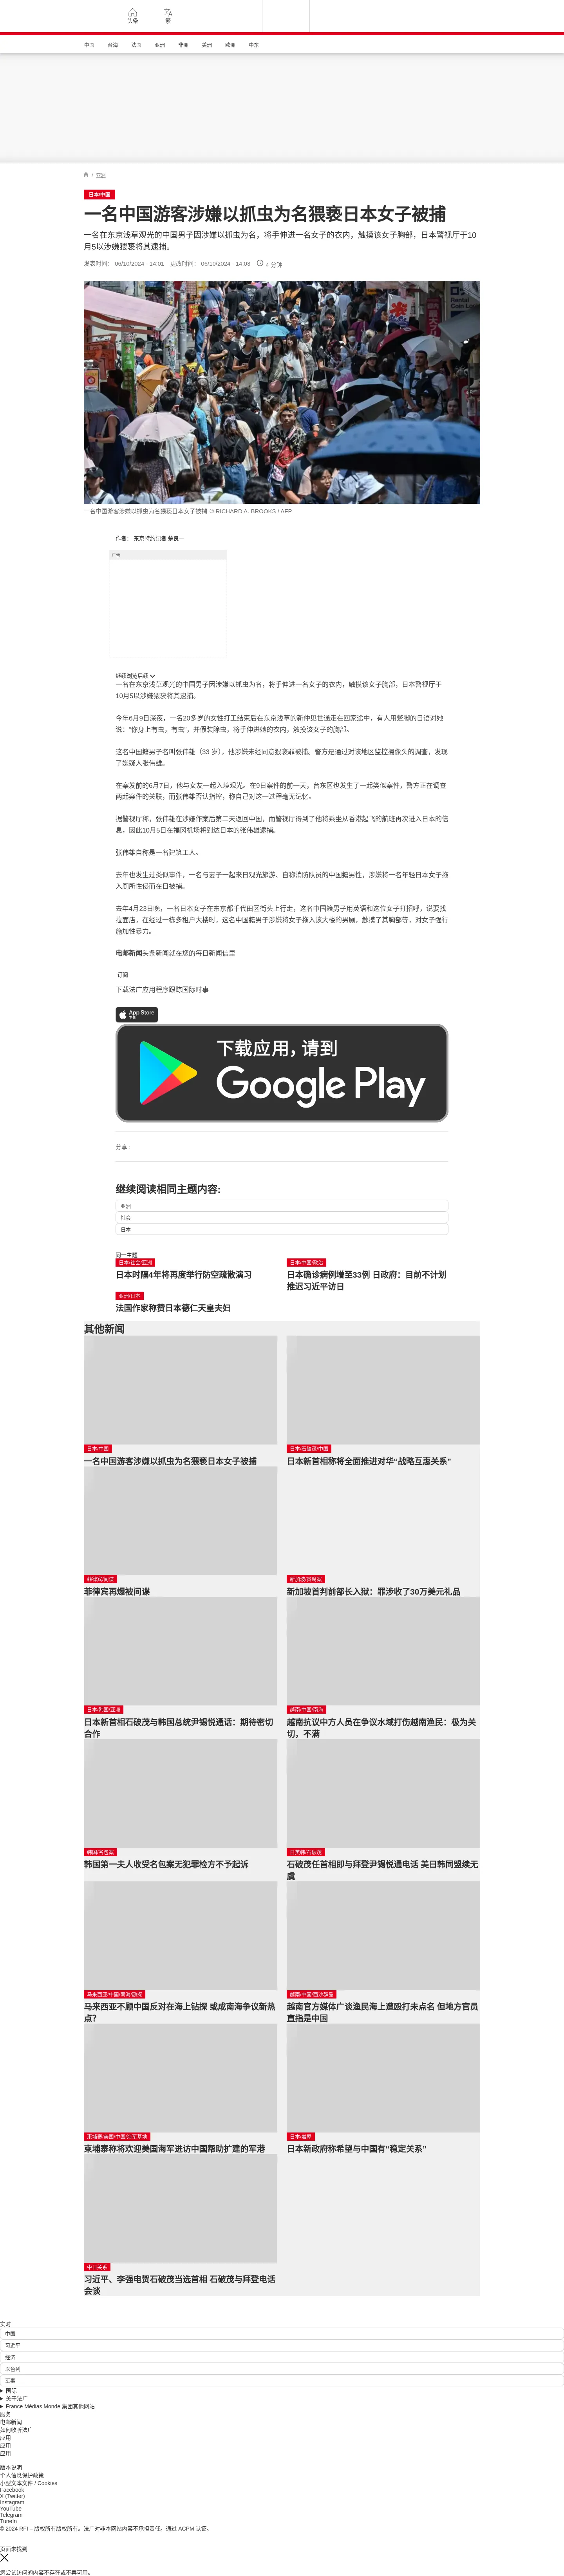 头条
繁
中国 台海 法国 亚洲 非洲 美洲 欧洲 中东
/ 亚洲
日本/中国
一名中国游客涉嫌以抓虫为名猥亵日本女子被捕
一名在东京浅草观光的中国男子因涉嫌以抓虫为名，将手伸进一名女子的衣内，触摸该女子胸部，日本警视厅于10
月5以涉嫌猥亵将其逮捕。
发表时间： 06/10/2024 - 14:01 更改时间： 06/10/2024 - 14:03 4 分钟
一名中国游客涉嫌以抓虫为名猥亵日本女子被捕 © RICHARD A. BROOKS / AFP
作者： 东京特约记者 楚良一
广告
继续浏览后续
一名在东京浅草观光的中国男子因涉嫌以抓虫为名，将手伸进一名女子的衣内，触摸该女子胸部，日本警视厅于
10月5以涉嫌猥亵将其逮捕。
今年6月9日深夜，一名20多岁的女性打工结束后在东京浅草的新仲见世通走在回家途中，有人用蹩脚的日语对她
说：“你身上有虫，有虫”，并假装除虫，将手伸进她的衣内，触摸该女子的胸部。
这名中国籍男子名叫张伟雄（33 岁），他涉嫌未经同意猥亵罪被捕。警方是通过对该地区监控摄像头的调查，发现
了嫌疑人张伟雄。
在案发前的6月7日，他与女友一起入境观光。在9日案件的前一天，台东区也发生了一起类似案件，警方正在调查
两起案件的关联，而张伟雄否认指控，称自己对这一过程毫无记忆。
据警视厅称，张伟雄在涉嫌作案后第二天返回中国，而警视厅得到了他将乘坐从香港起飞的航班再次进入日本的信
息，因此10月5日在福冈机场将到达日本的张伟雄逮捕。
张伟雄自称是一名建筑工人。
去年也发生过类似事件，一名与妻子一起来日观光旅游、自称消防队员的中国籍男性，涉嫌将一名年轻日本女子拖
入厕所性侵而在日被捕。
去年4月23日晚，一名日本女子在东京都千代田区街头上行走，这名中国籍男子用英语和这位女子打招呼，说要找
拉面店，在经过一栋多租户大楼时，这名中国籍男子涉嫌将女子拖入该大楼的男厕，触摸了其胸部等，对女子强行
施加性暴力。
电邮新闻头条新闻就在您的每日新闻信里
订阅
下载法广应用程序跟踪国际时事
App Store
下载
下载应用，请到
Google Play
分享 :
继续阅读相同主题内容:
亚洲
社会
日本
同一主题
日本/社会/亚洲
日本时隔4年将再度举行防空疏散演习
日本/中国/政治
日本确诊病例增至33例 日政府：目前不计划
推迟习近平访日
亚洲/日本
法国作家称赞日本德仁天皇夫妇
其他新闻
日本/中国
一名中国游客涉嫌以抓虫为名猥亵日本女子被捕
日本/石破茂/中国
日本新首相称将全面推进对华“战略互惠关系”
菲律宾/间谍
菲律宾再爆被间谍
新加坡/贪腐案
新加坡首判前部长入狱：罪涉收了30万美元礼品
日本/韩国/亚洲
日本新首相石破茂与韩国总统尹锡悦通话：期待密切
合作
越南/中国/南海
越南抗议中方人员在争议水域打伤越南渔民：极为关
切，不满
韩国/名包案
韩国第一夫人收受名包案无犯罪检方不予起诉
日美韩/石破茂
石破茂任首相即与拜登尹锡悦通电话 美日韩同盟续无
虞
马来西亚/中国/南海/勘探
马来西亚不顾中国反对在海上钻探 或成南海争议新热
点？
越南/中国/西沙群岛
越南官方媒体广谈渔民海上遭殴打未点名 但地方官员
直指是中国
柬埔寨/美国/中国/海军基地
柬埔寨称将欢迎美国海军进访中国帮助扩建的军港
日本/岩屋
日本新政府称希望与中国有“稳定关系”
中日关系
习近平、李强电贺石破茂当选首相 石破茂与拜登电话
会谈
实时
中国
习近平
经济
以色列
军事
国际
关于法广
France Médias Monde 集团其他网站
服务
电邮新闻
如何收听法广
应用
应用
应用
版本说明
个人信息保护政策
小型文本文件 / Cookies
Facebook
X (Twitter)
Instagram
YouTube
Telegram
TuneIn
© 2024 RFI – 版权所有版权所有。法广对非本网站内容不承担责任。通过 ACPM 认证。
页面未找到
您尝试访问的内容不存在或不再可用。